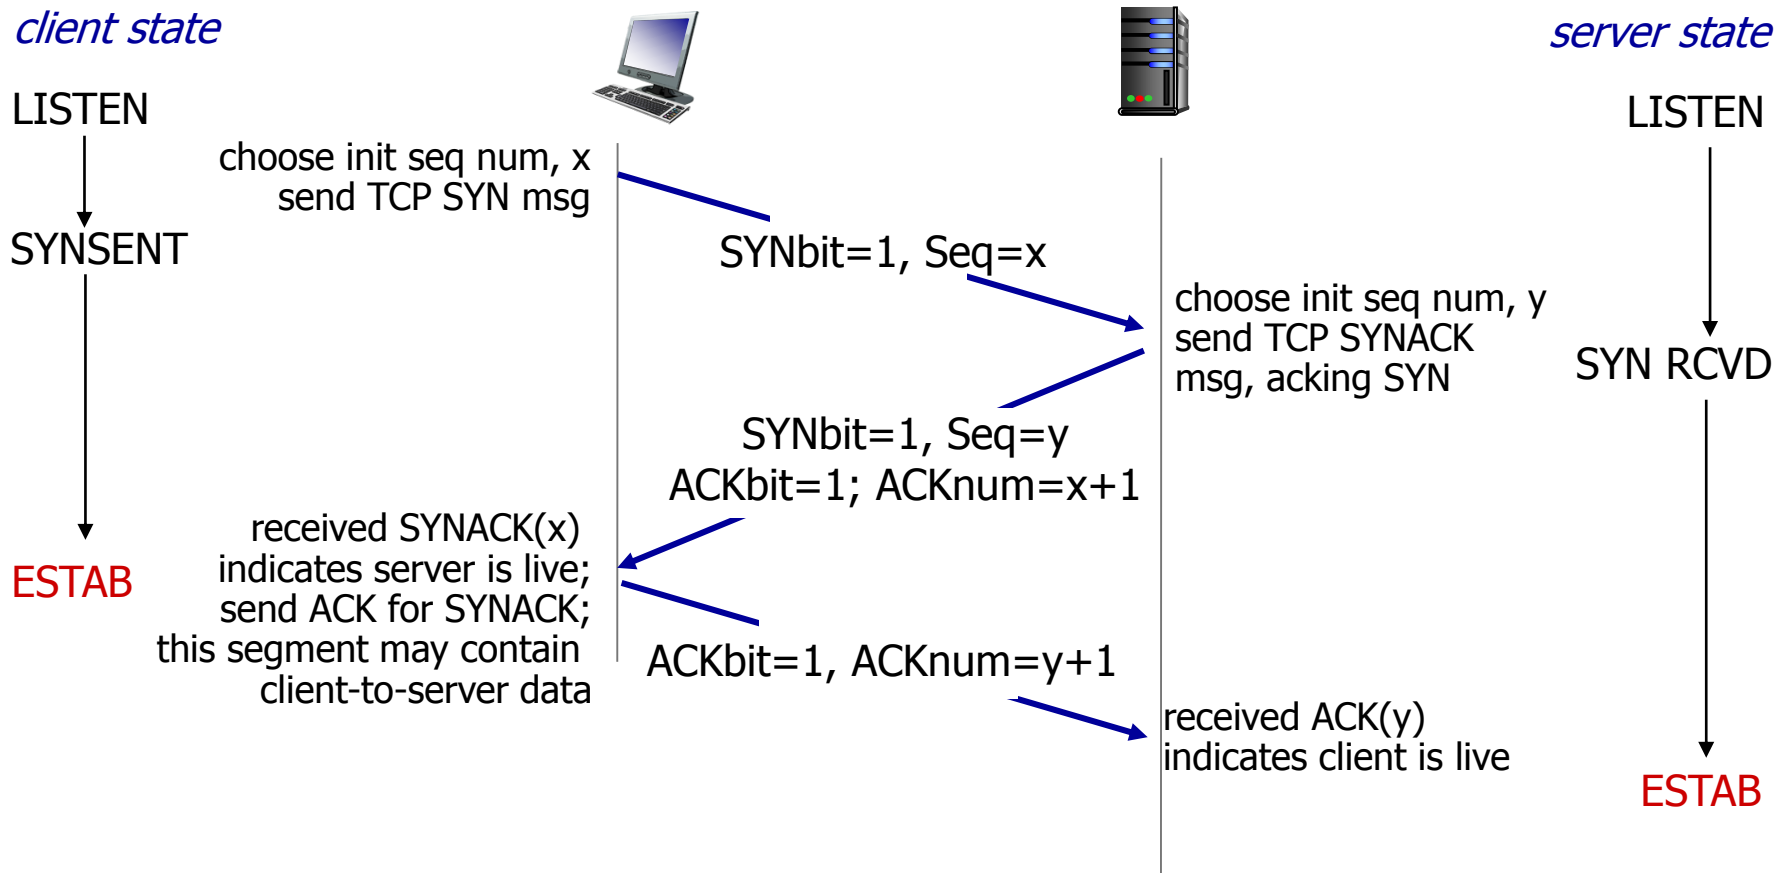 client state
server state
LISTEN
LISTEN
choose init seq num, x
send TCP SYN msg
SYNSENT
SYNbit=1, Seq=x
choose init seq num, y
send TCP SYNACK
msg, acking SYN
SYN RCVD
SYNbit=1, Seq=y
ACKbit=1; ACKnum=x+1
received SYNACK(x)
indicates server is live;
send ACK for SYNACK;
this segment may contain
client-to-server data
ESTAB
ACKbit=1, ACKnum=y+1
received ACK(y)
indicates client is live
ESTAB